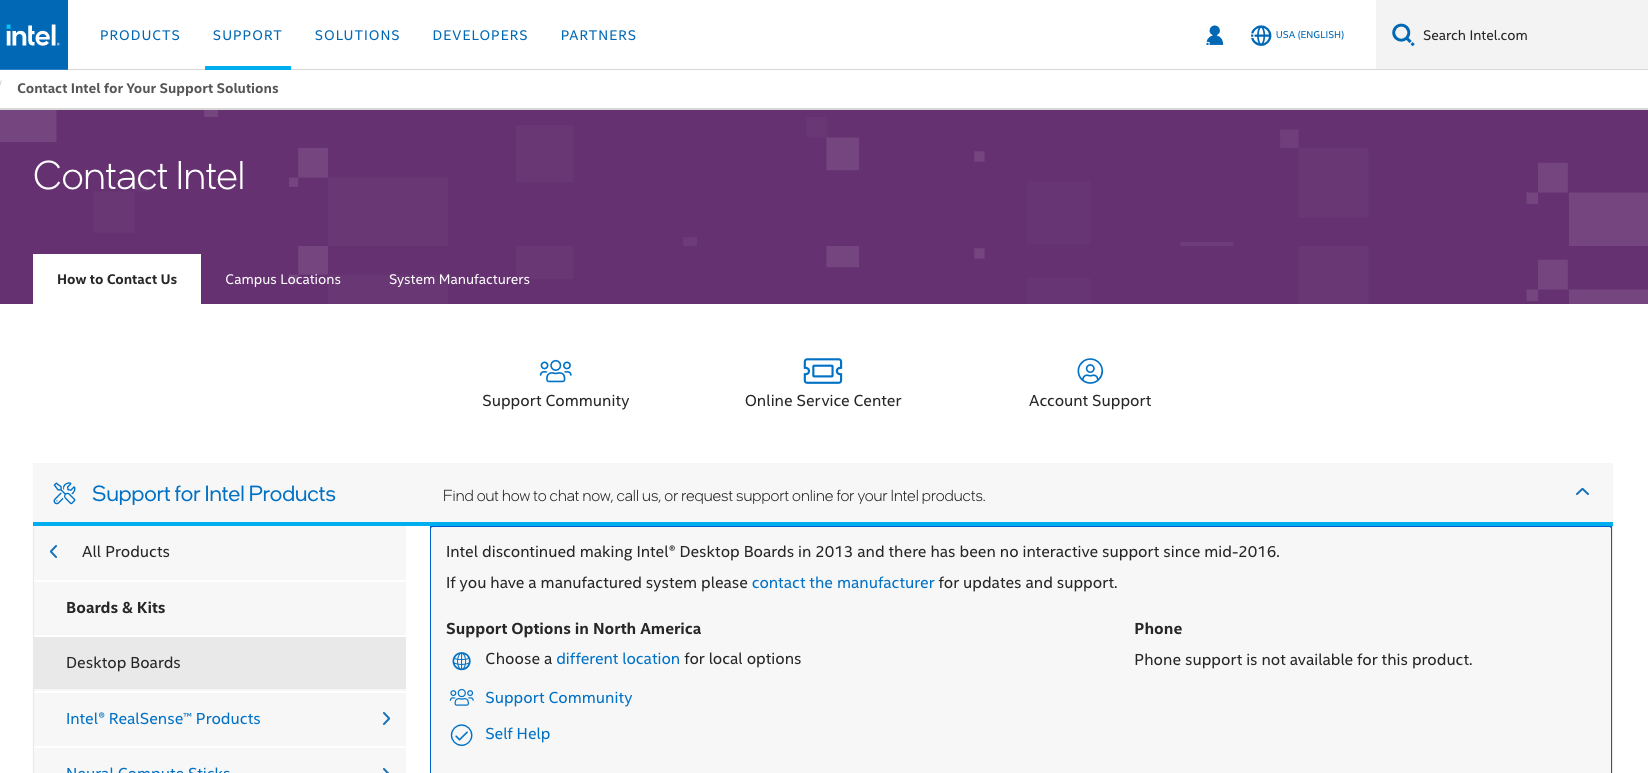 intel.
PRODUCTS
SUPPORT
SOLUTIONS
DEVELOPERS
PARTNERS
USA (ENGLISH)
Search Intel.com
Contact Intel for Your Support Solutions
Contact Intel
How to Contact Us
Campus Locations
System Manufacturers
Support Community
Online Service Center
Account Support
Support for Intel Products
Find out how to chat now, call us, or request support online for your Intel products.
All Products
Boards & Kits
Desktop Boards
Intel® RealSense™ Products
Neural Compute Sticks
Intel discontinued making Intel® Desktop Boards in 2013 and there has been no interactive support since mid-2016.
If you have a manufactured system please contact the manufacturer for updates and support.
Support Options in North America
Choose a different location for local options
Support Community
Self Help
Phone
Phone support is not available for this product.